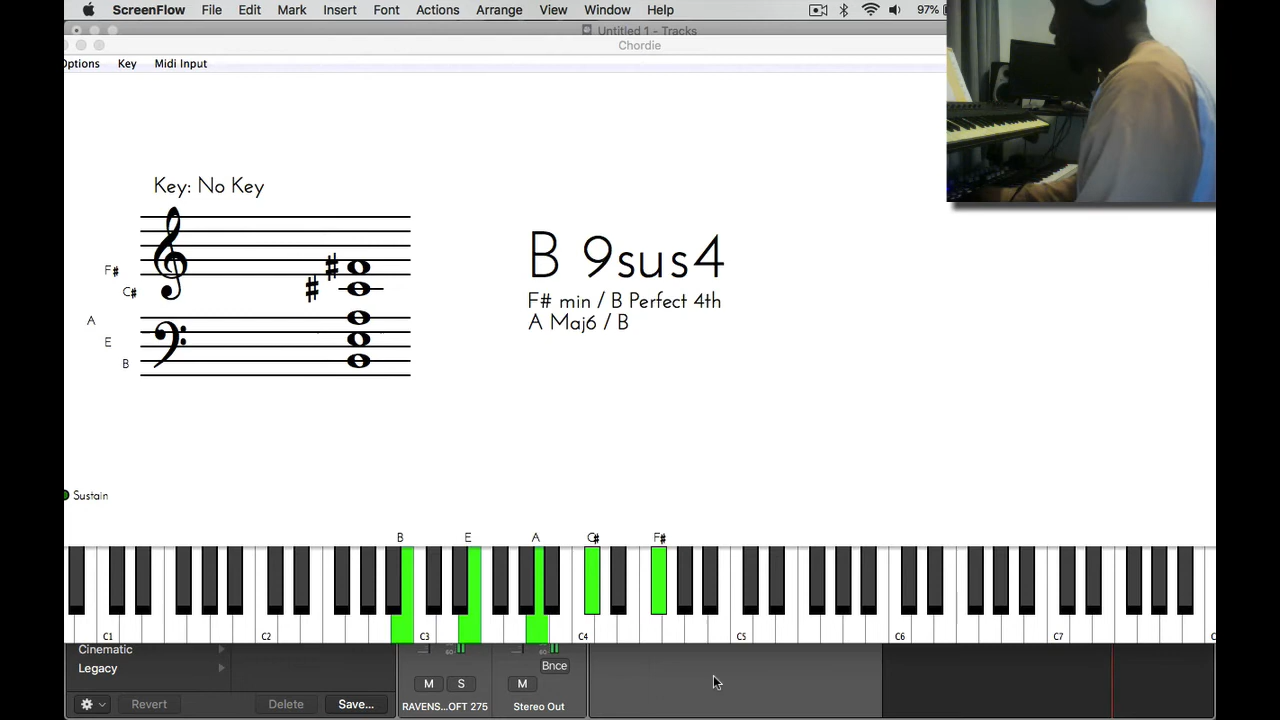 ScreenFlow File Edit Mark Insert Font Actions Arrange View Window Help 97%
Untitled 1 - Tracks
Chordie
Options Key Midi Input
Key: No Key
F#
C#
A
E
B
B 9sus4
F# min / B Perfect 4th
A Maj6 / B
Sustain
B E A C# F#
C1 C2 C3 C4 C5 C6 C7
Cinematic
Legacy
Bnce
M S M
Revert Delete Save...
RAVENS...OFT 275 Stereo Out